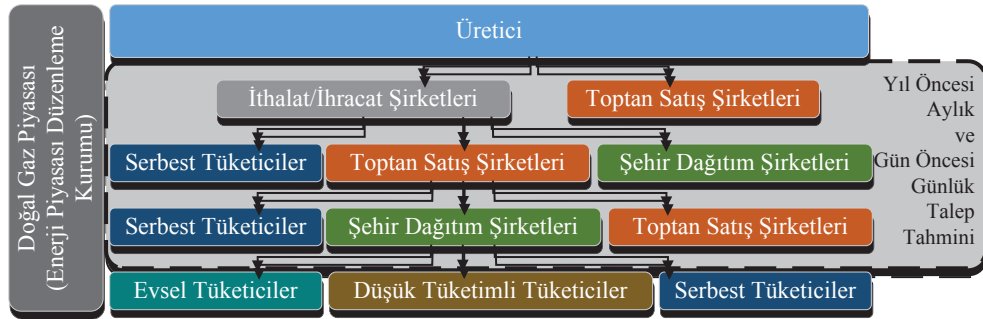 Doğal Gaz Piyasası
(Enerji Piyasası Düzenleme
Kurumu)
Üretici
İthalat/İhracat Şirketleri
Toptan Satış Şirketleri
Serbest Tüketiciler
Toptan Satış Şirketleri
Şehir Dağıtım Şirketleri
Serbest Tüketiciler
Şehir Dağıtım Şirketleri
Toptan Satış Şirketleri
Evsel Tüketiciler
Düşük Tüketimli Tüketiciler
Serbest Tüketiciler
Yıl Öncesi
Aylık
ve
Gün Öncesi
Günlük
Talep
Tahmini